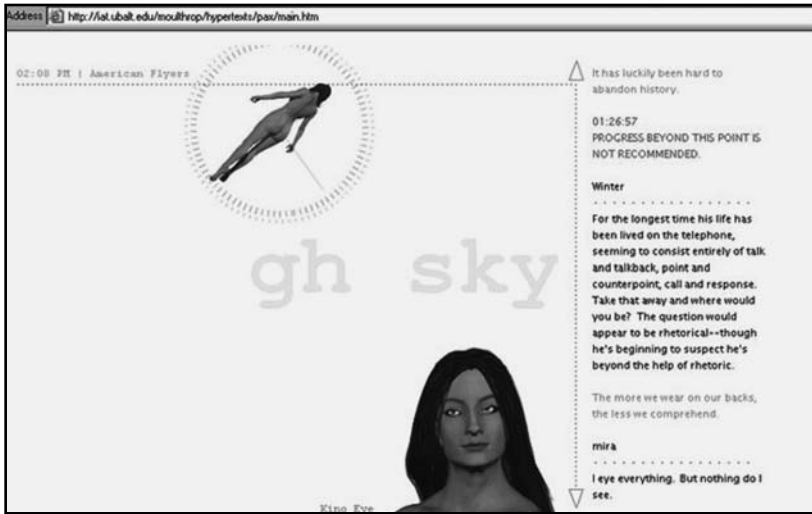 Address http://iat.ubalt.edu/moulthrop/hypertexts/pax/main.htm
02:08 PM | American Flyers
gh sky
Kino Eye
It has luckily been hard to
abandon history.
01:26:57
PROGRESS BEYOND THIS POINT IS
NOT RECOMMENDED.
Winter
For the longest time his life has
been lived on the telephone,
seeming to consist entirely of talk
and talkback, point and
counterpoint, call and response.
Take that away and where would
you be? The question would
appear to be rhetorical--though
he's beginning to suspect he's
beyond the help of rhetoric.
The more we wear on our backs,
the less we comprehend.
mira
I eye everything. But nothing do I
see.